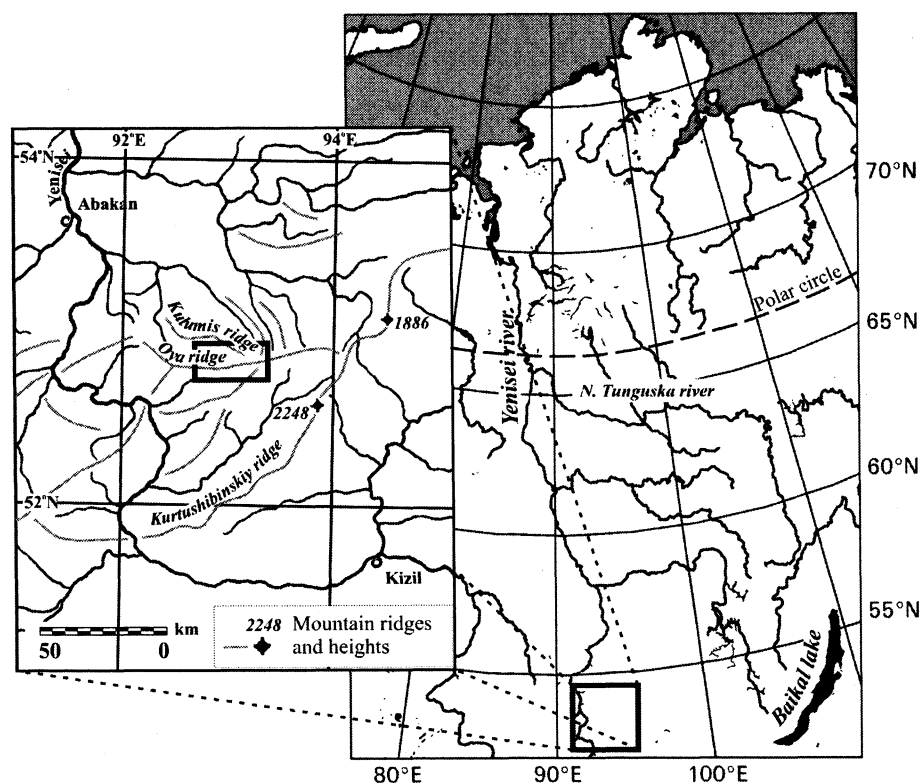 92°E
94°E
54°N
Yenisei
Abakan
Kulumis ridge
Oya ridge
1886
2248
Kurtushibinskiy ridge
52°N
Kizil
50 0 km
2248 Mountain ridges
and heights
70°N
Polar circle
65°N
Yenisei river
N. Tunguska river
60°N
55°N
Baikal lake
80°E
90°E
100°E